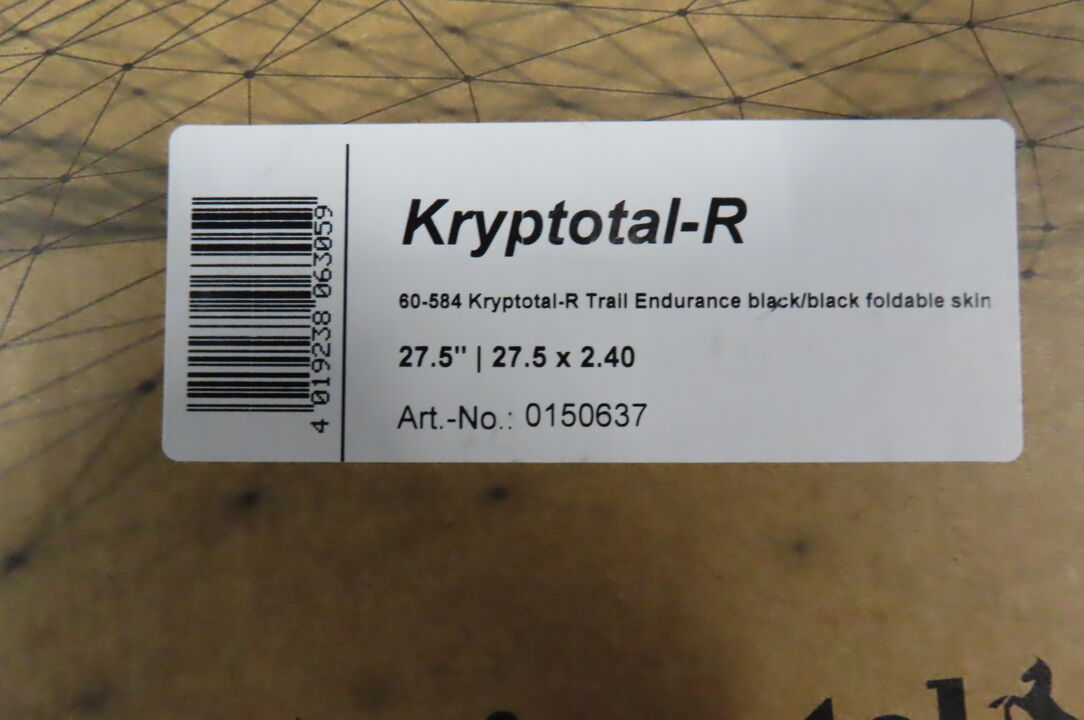 Kryptotal-R
60-584 Kryptotal-R Trail Endurance black/black foldable skin
27.5" | 27.5 x 2.40
Art.-No.: 0150637
4 019238 063059